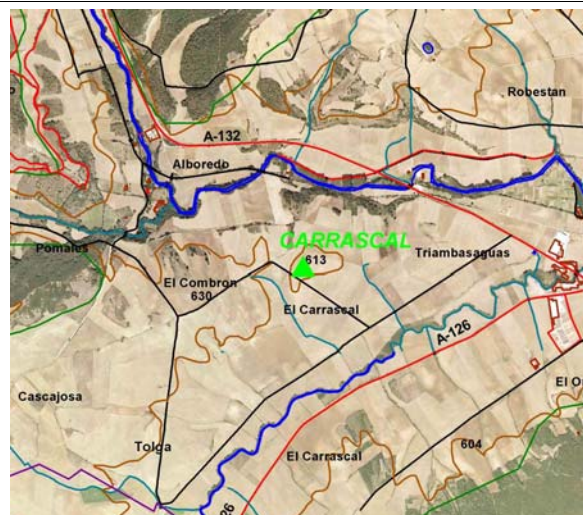 Robestan
A-132
Alboredo
CARRASCAL
Pomales
613
Triambasaguas
El Combron
630
El Carrascal
A-126
Cascajosa
El O
Tolga
El Carrascal
604
26